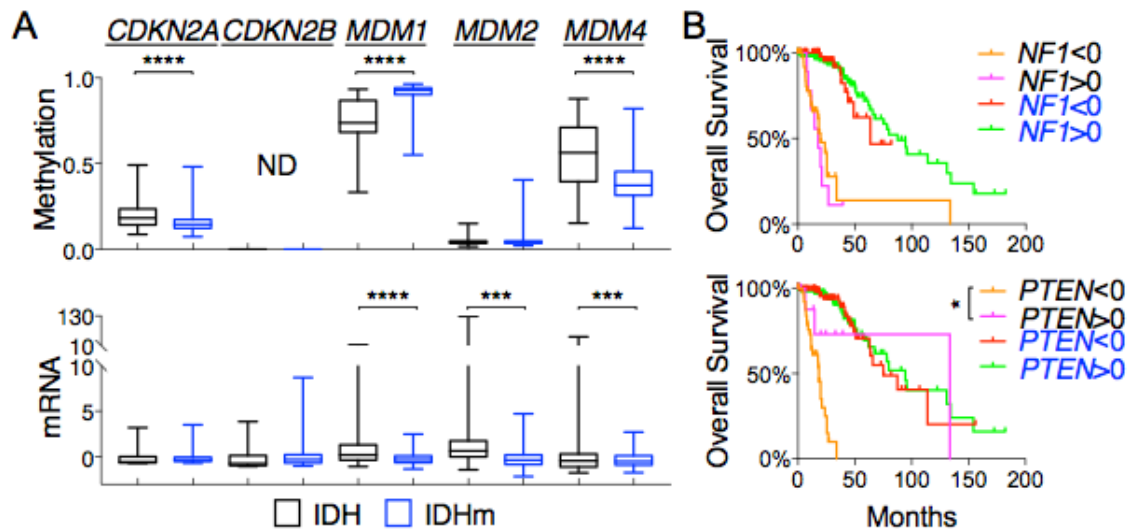 A
CDKN2A CDKN2B MDM1 MDM2 MDM4
**** **** ****
Methylation
1.0
0.5
0.0
ND
**** *** ***
mRNA
130
10
10
5
0
IDH IDHm
B
Overall Survival
100%
50%
0%
0 50 100 150 200
NF1<0
NF1>0
NF1<0
NF1>0
Overall Survival
100%
50%
0%
0 50 100 150 200
*
PTEN<0
PTEN>0
PTEN<0
PTEN>0
Months